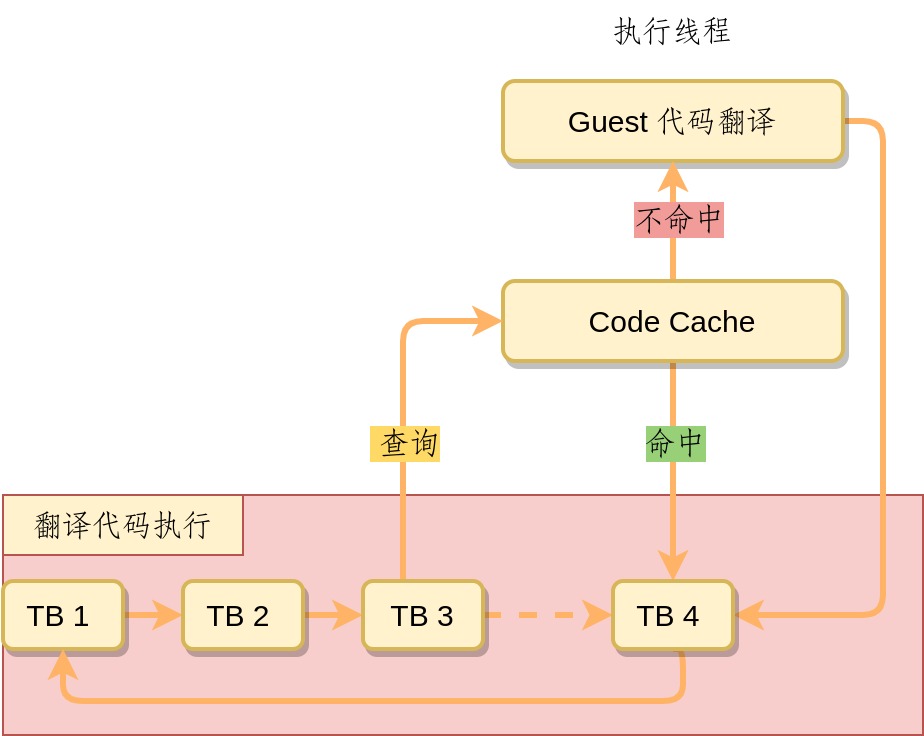 执行线程
Guest 代码翻译
不命中
Code Cache
查询
命中
翻译代码执行
TB 1
TB 2
TB 3
TB 4